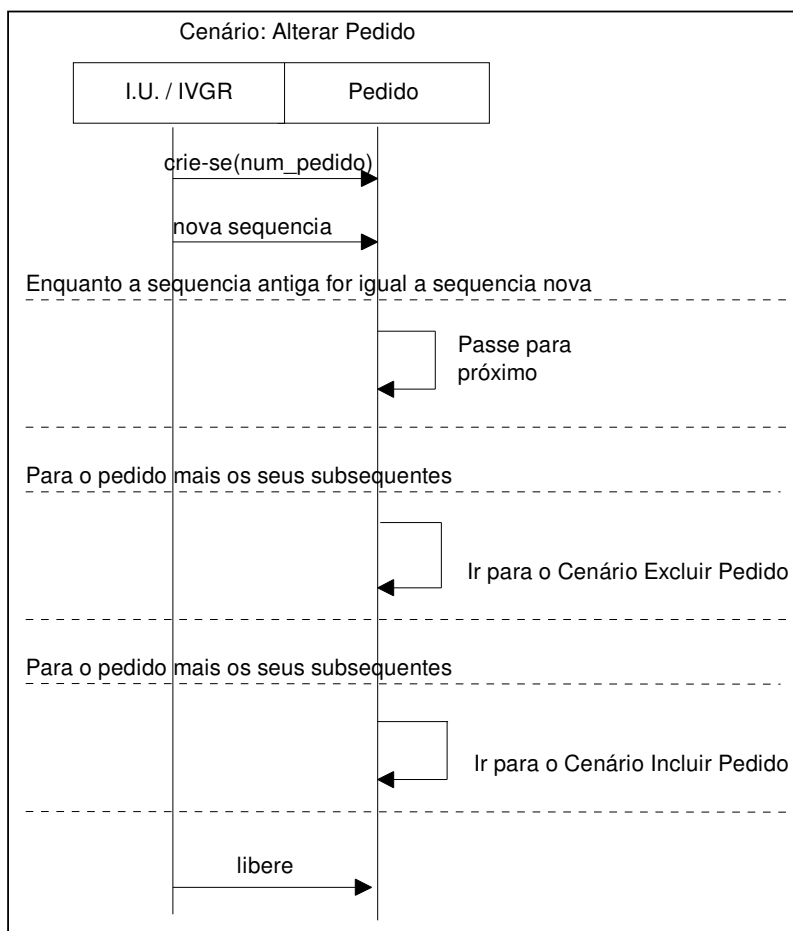 Cenário: Alterar Pedido
I.U. / IVGR
Pedido
crie-se(num_pedido)
nova sequencia
Enquanto a sequencia antiga for igual a sequencia nova
Passe para
próximo
Para o pedido mais os seus subsequentes
Ir para o Cenário Excluir Pedido
Para o pedido mais os seus subsequentes
Ir para o Cenário Incluir Pedido
libere